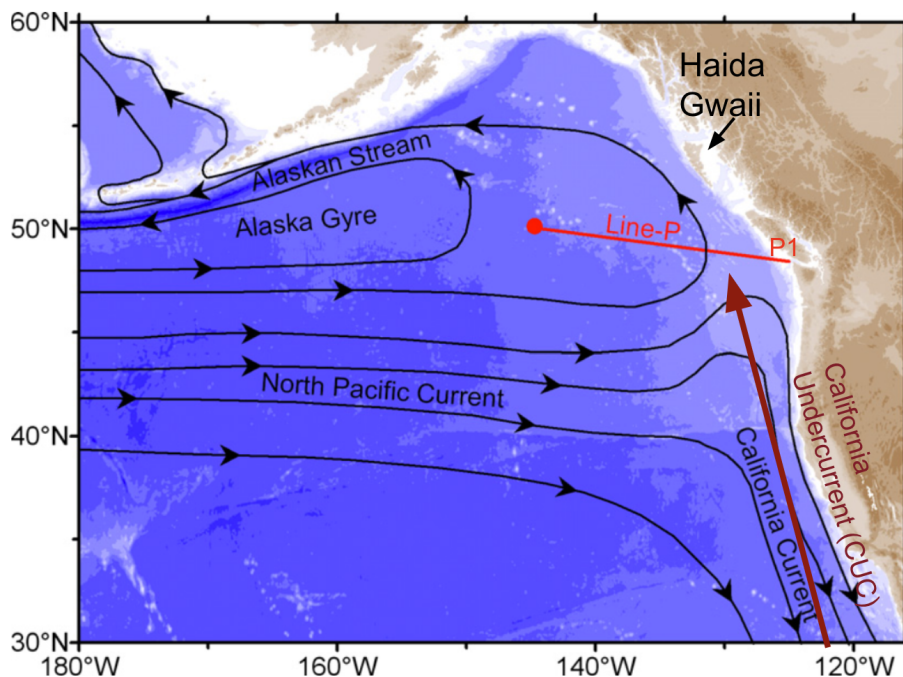 60°N
Haida
Gwaii
Alaskan Stream
Alaska Gyre
50°N
Line-P
P1
North Pacific Current
California
Undercurrent (CUC)
40°N
California Current
30°N
180°W
160°W
140°W
120°W